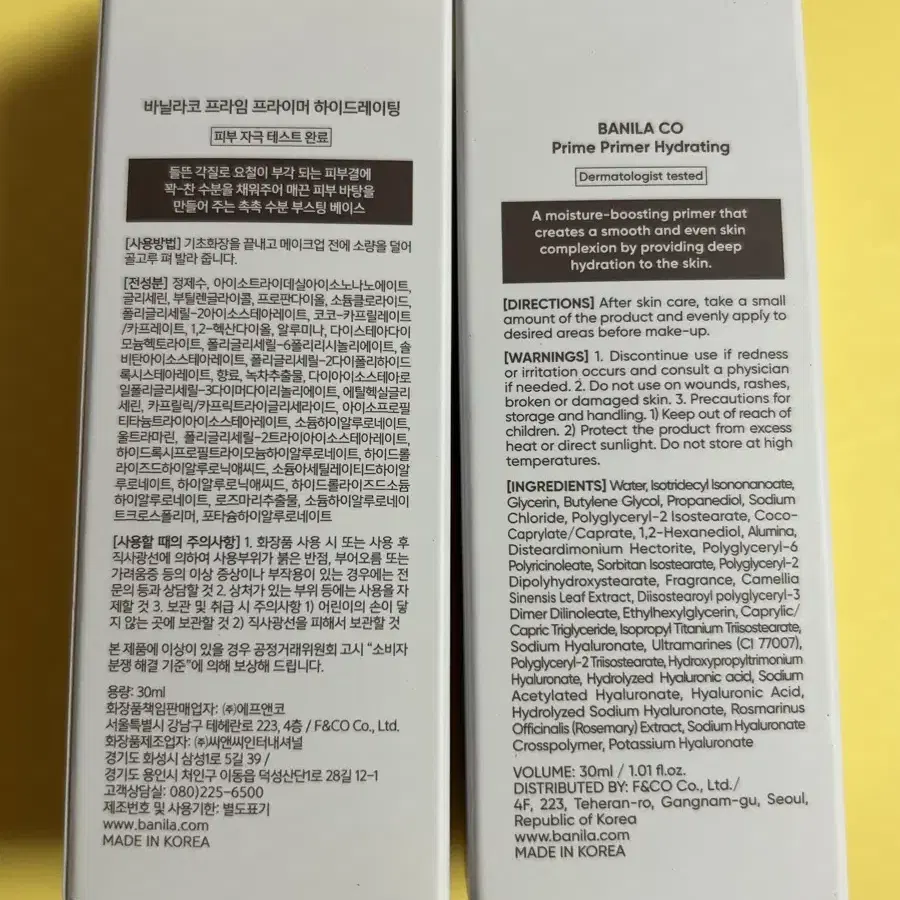 바닐라코 프라임 프라이머 하이드레이팅
피부 자극 테스트 완료
들뜬 각질로 요철이 부각 되는 피부결에
꽉-찬 수분을 채워주어 매끈 피부 바탕을
만들어 주는 촉촉 수분 부스팅 베이스
[사용방법] 기초화장을 끝내고 메이크업 전에 소량을 덜어
골고루 펴 발라 줍니다.
[전성분] 정제수, 아이소트라이데실아이소노나노에이트,
글리세린, 부틸렌글라이콜, 프로판다이올, 소듐클로라이드,
폴리글리세릴-2아이소스테아레이트, 코코-카프릴레이트
/카프레이트, 1,2-헥산다이올, 알루미나, 다이스테아다이
모늄헥토라이트, 폴리글리세릴-6폴리리시놀리에이트, 솔
비탄아이소스테아레이트, 폴리글리세릴-2다이폴리하이드
록시스테아레이트, 향료, 녹차추출물, 다이아이소스테아로
일폴리글리세릴-3다이머다이리놀리에이트, 에틸헥실글리
세린, 카프릴릭/카프릭트라이글리세라이드, 아이소프로필
티타늄트라이아이소스테아레이트, 소듐하이알루로네이트,
울트라마린, 폴리글리세릴-2트라이아이소스테아레이트,
하이드록시프로필트라이모늄하이알루로네이트, 하이드롤
라이즈드하이알루로닉애씨드, 소듐아세틸레이티드하이알
루로네이트, 하이알루로닉애씨드, 하이드롤라이즈드소듐
하이알루로네이트, 로즈마리추출물, 소듐하이알루로네이
트크로스폴리머, 포타슘하이알루로네이트
[사용할 때의 주의사항] 1. 화장품 사용 시 또는 사용 후
직사광선에 의하여 사용부위가 붉은 반점, 부어오름 또는
가려움증 등의 이상 증상이나 부작용이 있는 경우에는 전
문의 등과 상담할 것 2. 상처가 있는 부위 등에는 사용을 자
제할 것 3. 보관 및 취급 시 주의사항 1) 어린이의 손이 닿
지 않는 곳에 보관할 것 2) 직사광선을 피해서 보관할 것
본 제품에 이상이 있을 경우 공정거래위원회 고시 "소비자
분쟁 해결 기준"에 의해 보상해 드립니다.
용량: 30ml
화장품책임판매업자: ㈜에프앤코
서울특별시 강남구 테헤란로 223, 4층 / F&CO Co., Ltd.
화장품제조업자: ㈜씨앤씨인터내셔널
경기도 화성시 삼성1로 5길 39 /
경기도 용인시 처인구 이동읍 덕성산단1로 28길 12-1
고객상담실: 080)225-6500
제조번호 및 사용기한: 별도표기
www.banila.com
MADE IN KOREA
BANILA CO
Prime Primer Hydrating
Dermatologist tested
A moisture-boosting primer that
creates a smooth and even skin
complexion by providing deep
hydration to the skin.
[DIRECTIONS] After skin care, take a small
amount of the product and evenly apply to
desired areas before make-up.
[WARNINGS] 1. Discontinue use if redness
or irritation occurs and consult a physician
if needed. 2. Do not use on wounds, rashes,
broken or damaged skin. 3. Precautions for
storage and handling. 1) Keep out of reach of
children. 2) Protect the product from excess
heat or direct sunlight. Do not store at high
temperatures.
[INGREDIENTS] Water, Isotridecyl Isononanoate,
Glycerin, Butylene Glycol, Propanediol, Sodium
Chloride, Polyglyceryl-2 Isostearate, Coco-
Caprylate/Caprate, 1,2-Hexanediol, Alumina,
Disteardimonium Hectorite, Polyglyceryl-6
Polyricinoleate, Sorbitan Isostearate, Polyglyceryl-2
Dipolyhydroxystearate, Fragrance, Camellia
Sinensis Leaf Extract, Diisostearoyl polyglyceryl-3
Dimer Dilinoleate, Ethylhexylglycerin, Caprylic/
Capric Triglyceride, Isopropyl Titanium Triisostearate,
Sodium Hyaluronate, Ultramarines (CI 77007),
Polyglyceryl-2 Triisostearate, Hydroxypropyltrimonium
Hyaluronate, Hydrolyzed Hyaluronic acid, Sodium
Acetylated Hyaluronate, Hyaluronic Acid,
Hydrolyzed Sodium Hyaluronate, Rosmarinus
Officinalis (Rosemary) Extract, Sodium Hyaluronate
Crosspolymer, Potassium Hyaluronate
VOLUME: 30ml / 1.01 fl.oz.
DISTRIBUTED BY: F&CO Co., Ltd./
4F, 223, Teheran-ro, Gangnam-gu, Seoul,
Republic of Korea
www.banila.com
MADE IN KOREA